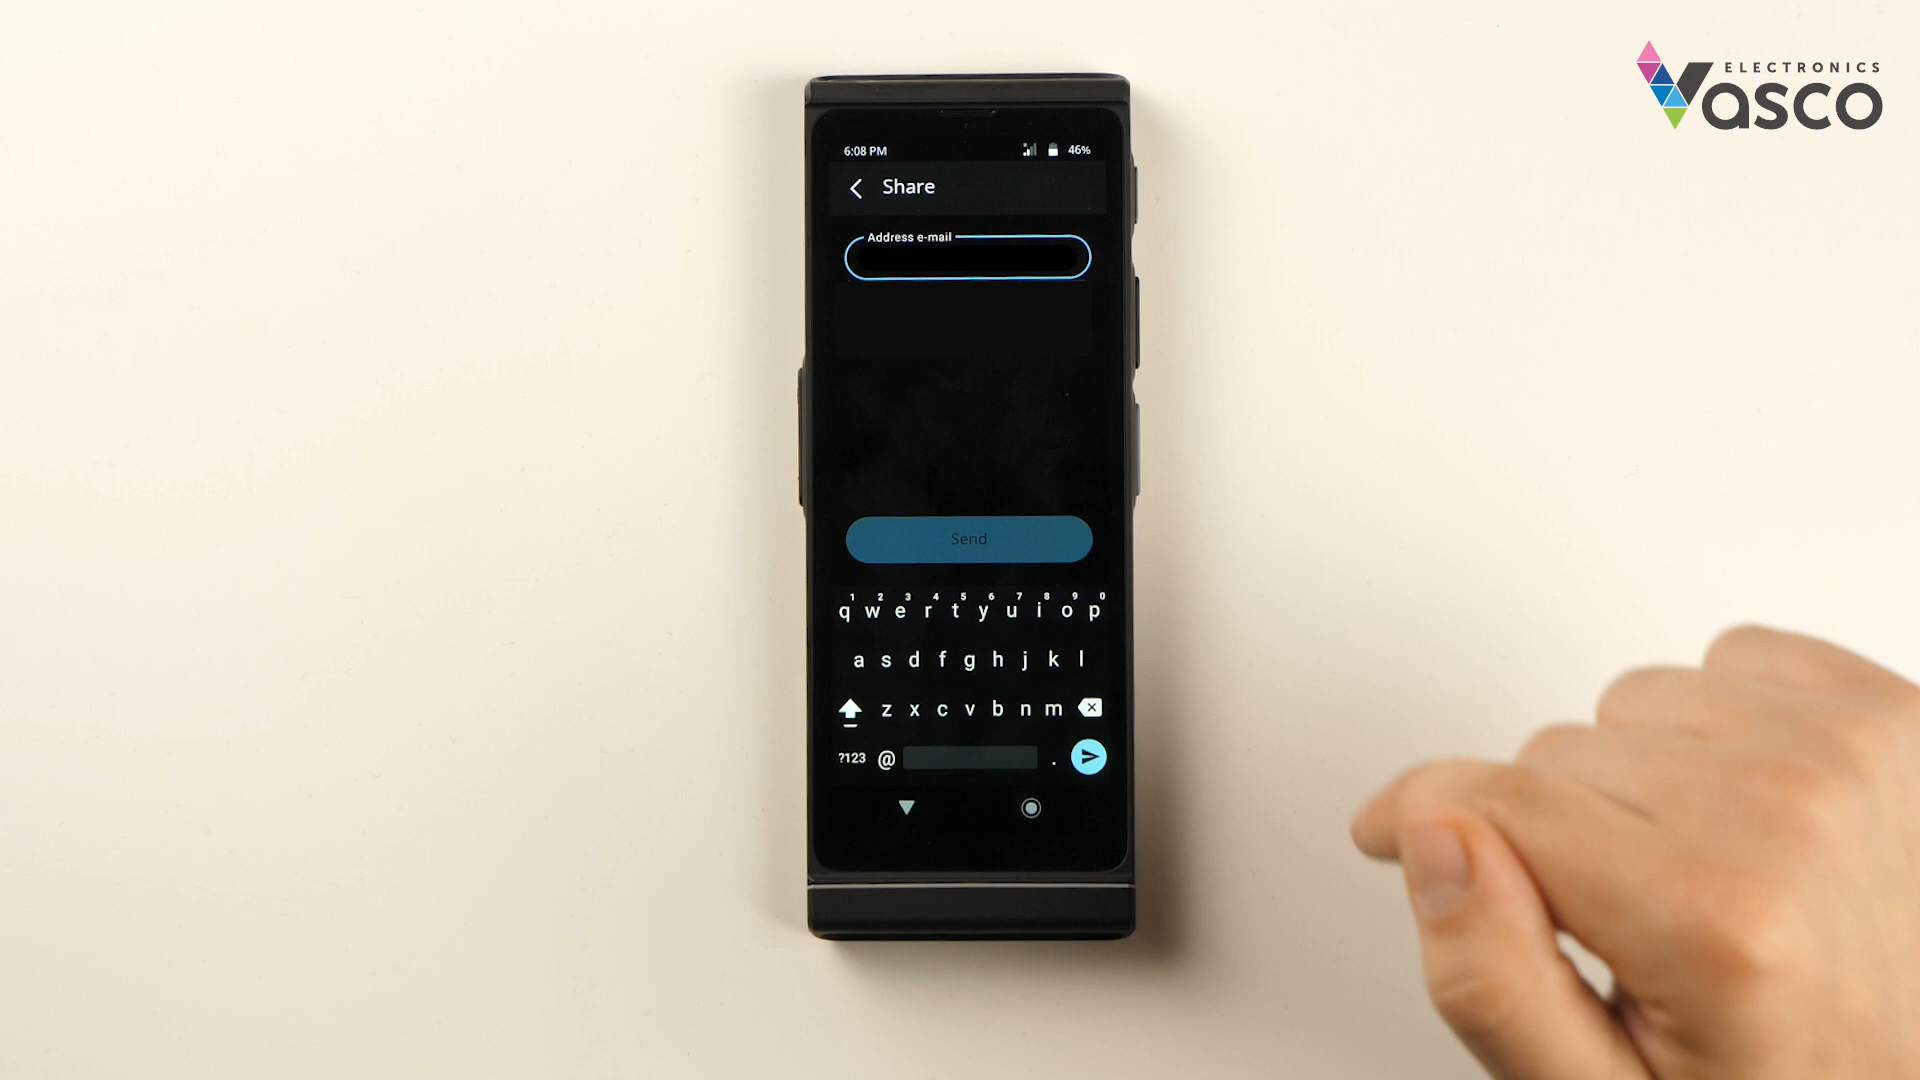 ELECTRONICS
Vasco
6:08 PM 46%
Share
Address e-mail
Send
1 2 3 4 5 6 7 8 9 0
q w e r t y u i o p
a s d f g h j k l
z x c v b n m
?123 @ .